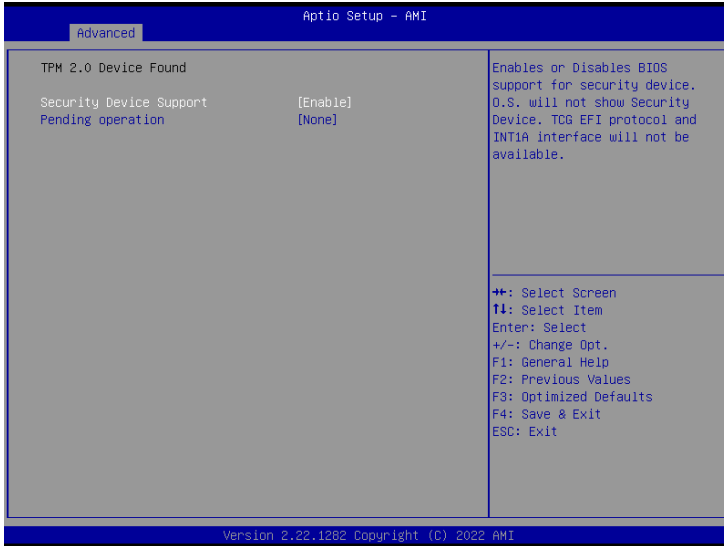 Aptio Setup - AMI
Advanced
TPM 2.0 Device Found
Security Device Support [Enable]
Pending operation [None]
Enables or Disables BIOS
support for security device.
O.S. will not show Security
Device. TCG EFI protocol and
INT1A interface will not be
available.
→←: Select Screen
↑↓: Select Item
Enter: Select
+/-: Change Opt.
F1: General Help
F2: Previous Values
F3: Optimized Defaults
F4: Save & Exit
ESC: Exit
Version 2.22.1282 Copyright (C) 2022 AMI